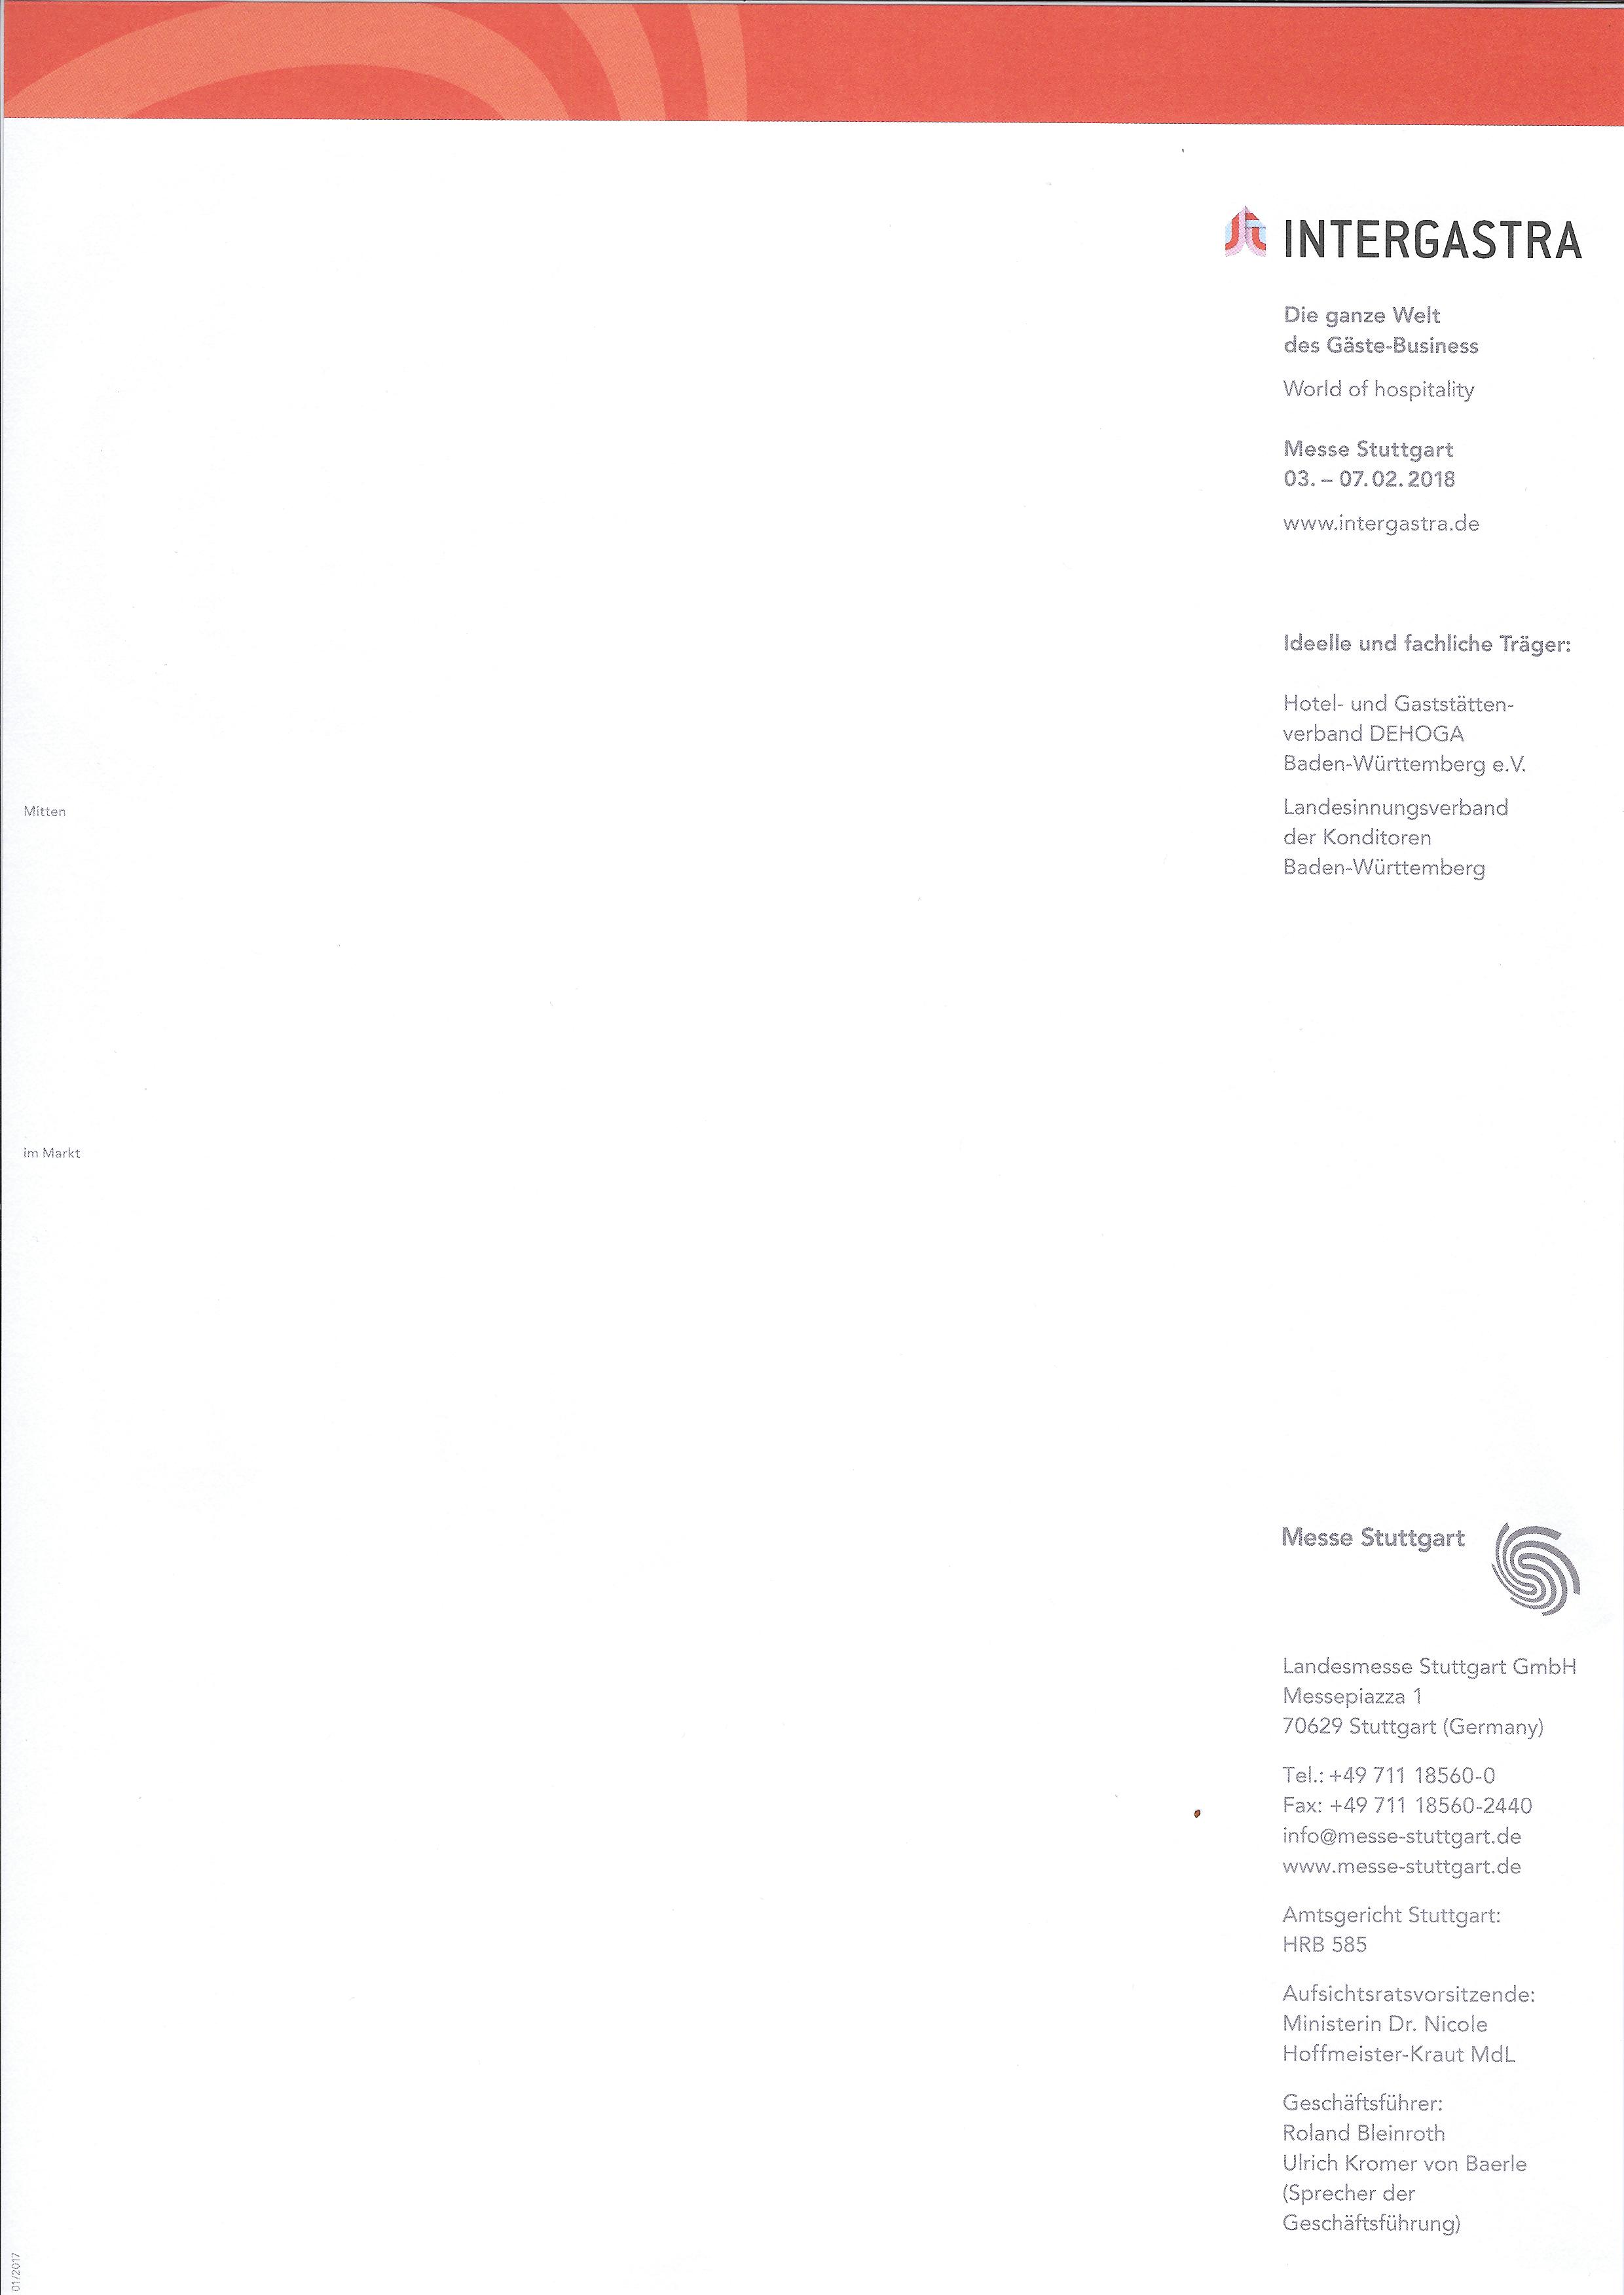 INTERGASTRA
Die ganze Welt
des Gäste-Business
World of hospitality
Messe Stuttgart
03. – 07. 02. 2018
www.intergastra.de
Ideelle und fachliche Träger:
Hotel- und Gaststätten-
verband DEHOGA
Baden-Württemberg e.V.
Landesinnungsverband
der Konditoren
Baden-Württemberg
Mitten
im Markt
Messe Stuttgart
Landesmesse Stuttgart GmbH
Messepiazza 1
70629 Stuttgart (Germany)
Tel.: +49 711 18560-0
Fax: +49 711 18560-2440
info@messe-stuttgart.de
www.messe-stuttgart.de
Amtsgericht Stuttgart:
HRB 585
Aufsichtsratsvorsitzende:
Ministerin Dr. Nicole
Hoffmeister-Kraut MdL
Geschäftsführer:
Roland Bleinroth
Ulrich Kromer von Baerle
(Sprecher der
Geschäftsführung)
01/2017